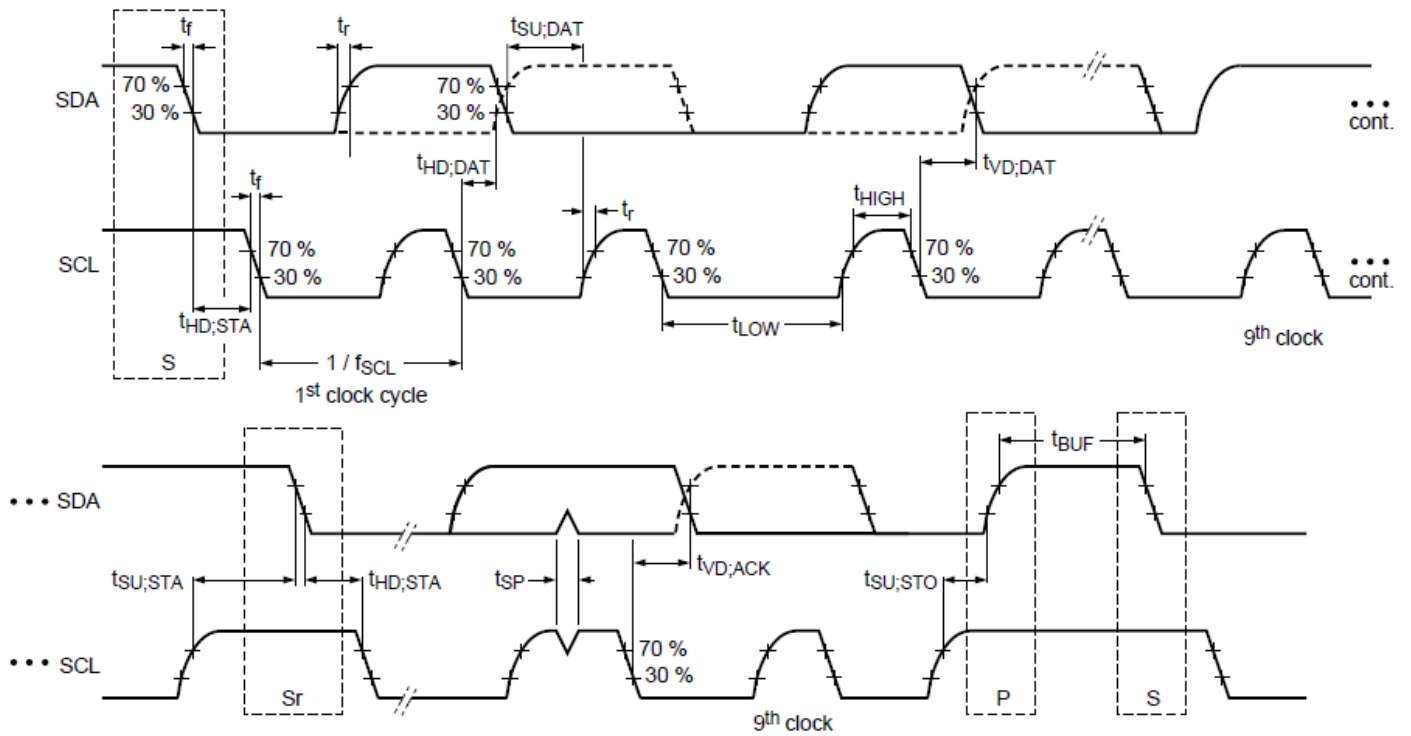 tf tr tSU;DAT
70 % 70 %
SDA
30 % 30 %
••• cont.
tHD;DAT tVD;DAT
tf tHIGH
tr
70 % 70 % 70 %
SCL
30 % 30 % 30 % 30 %
••• cont.
tHD;STA tLOW
9th clock
S 1 / fSCL
1st clock cycle
tBUF
••• SDA
tSU;STA tHD;STA tSP tVD;ACK tSU;STO
70 %
••• SCL
30 %
Sr P S
9th clock